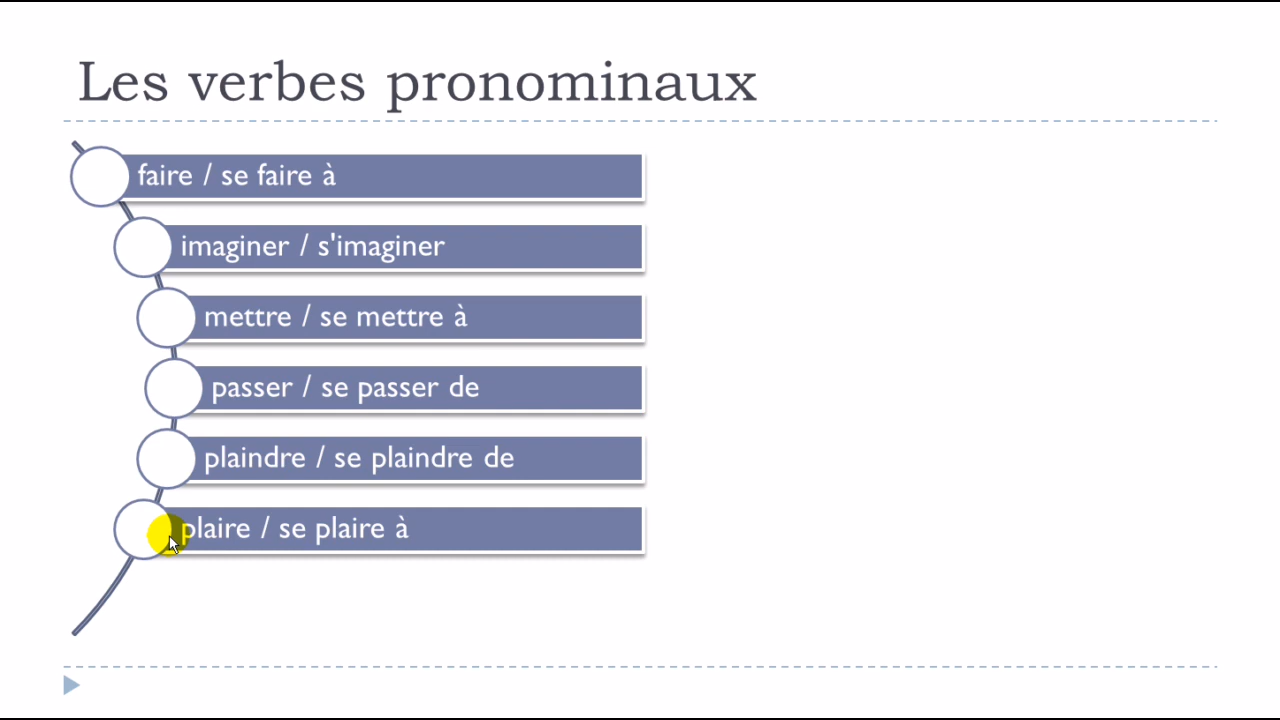 Les verbes pronominaux
faire / se faire à
imaginer / s'imaginer
mettre / se mettre à
passer / se passer de
plaindre / se plaindre de
plaire / se plaire à